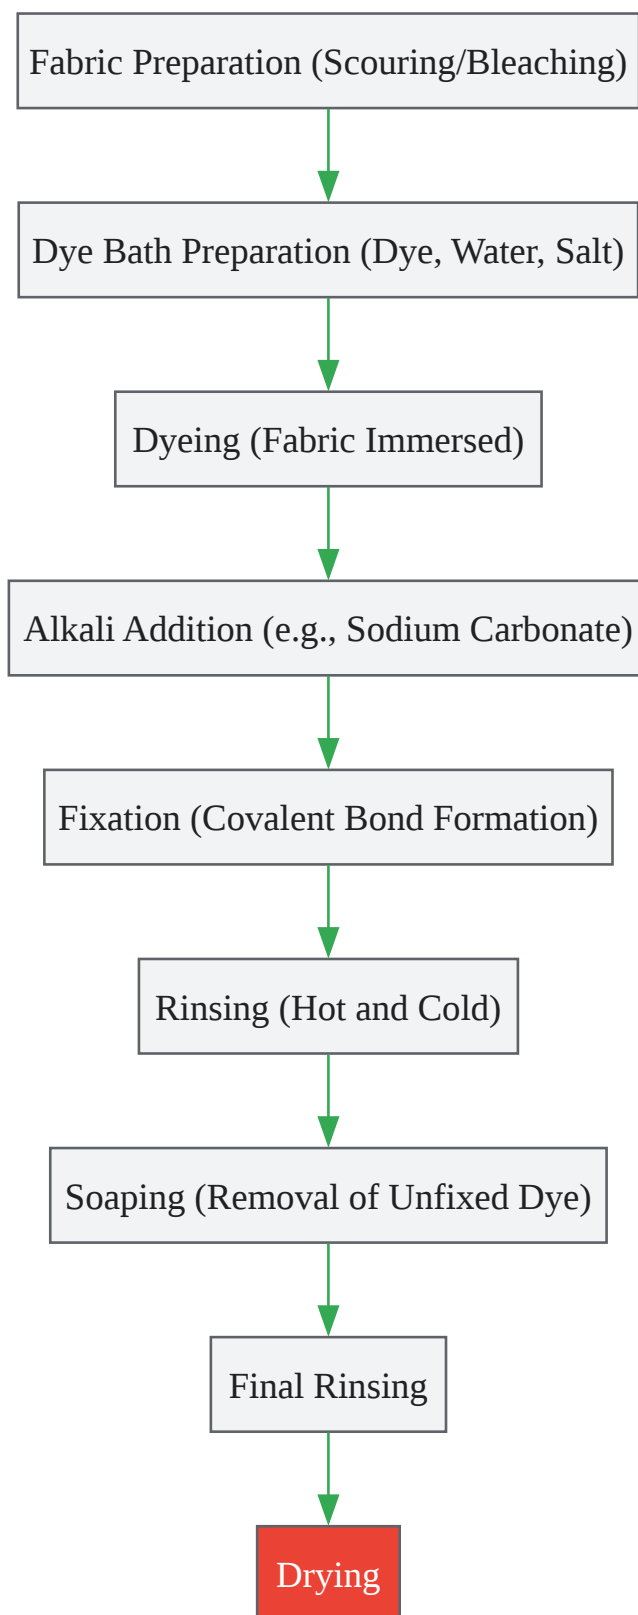 Fabric Preparation (Scouring/Bleaching)
Dye Bath Preparation (Dye, Water, Salt)
Dyeing (Fabric Immersed)
Alkali Addition (e.g., Sodium Carbonate)
Fixation (Covalent Bond Formation)
Rinsing (Hot and Cold)
Soaping (Removal of Unfixed Dye)
Final Rinsing
Drying